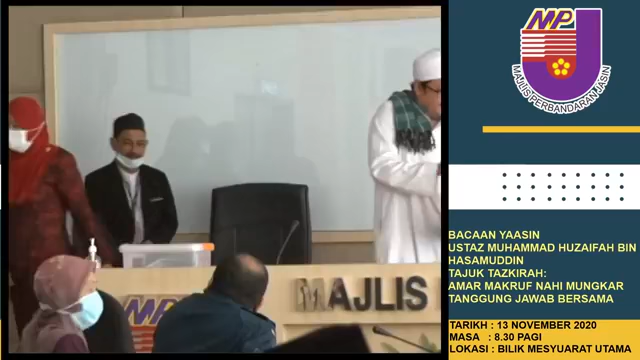 MP
MAJLIS PERBANDARAN JASIN
BACAAN YAASIN
USTAZ MUHAMMAD HUZAIFAH BIN
HASAMUDDIN
TAJUK TAZKIRAH:
AMAR MAKRUF NAHI MUNGKAR
TANGGUNG JAWAB BERSAMA
TARIKH : 13 NOVEMBER 2020
MASA : 8.30 PAGI
LOKASI : BILIK MESYUARAT UTAMA
MAJLIS
MP